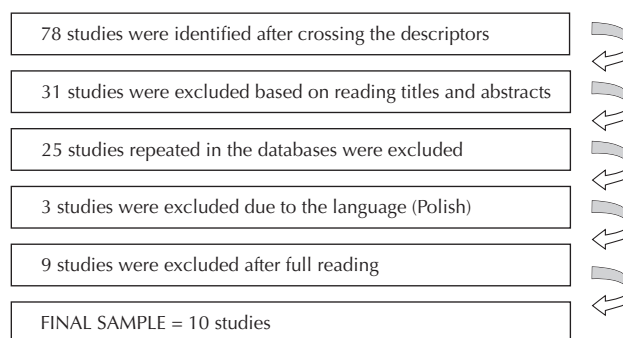 78 studies were identified after crossing the descriptors
31 studies were excluded based on reading titles and abstracts
25 studies repeated in the databases were excluded
3 studies were excluded due to the language (Polish)
9 studies were excluded after full reading
FINAL SAMPLE = 10 studies